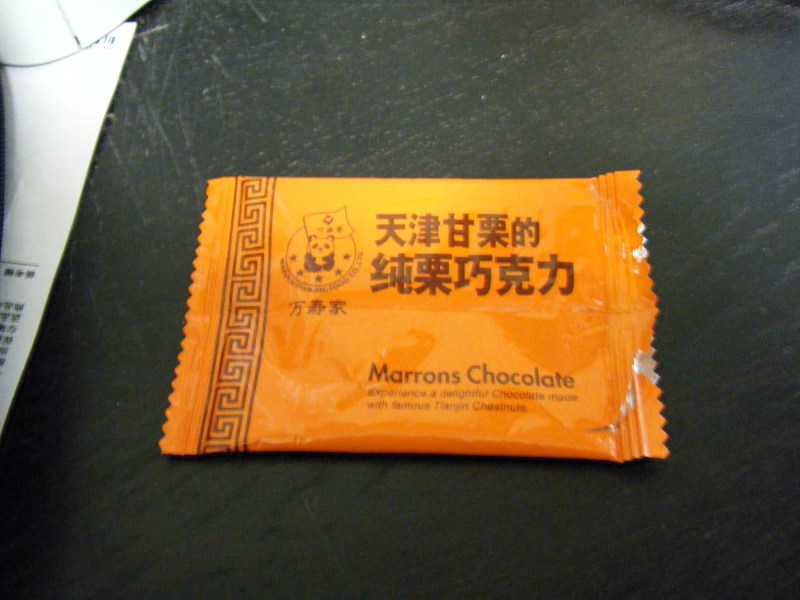 天津甘栗的
纯栗巧克力
万寿家
Marrons Chocolate
Experience a delightful Chocolate made
with famous Tianjin Chestnuts.